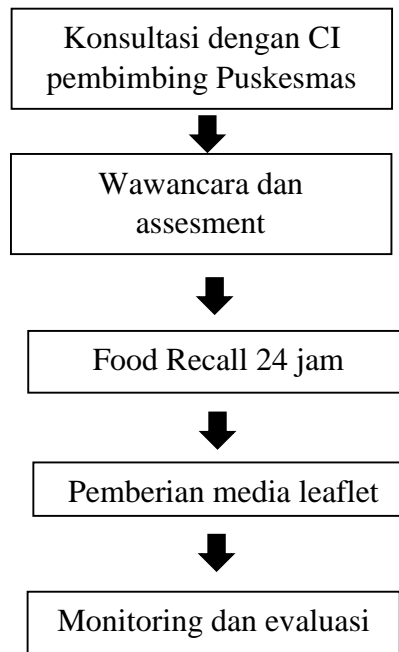 Konsultasi dengan CI
pembimbing Puskesmas
Wawancara dan
assesment
Food Recall 24 jam
Pemberian media leaflet
Monitoring dan evaluasi